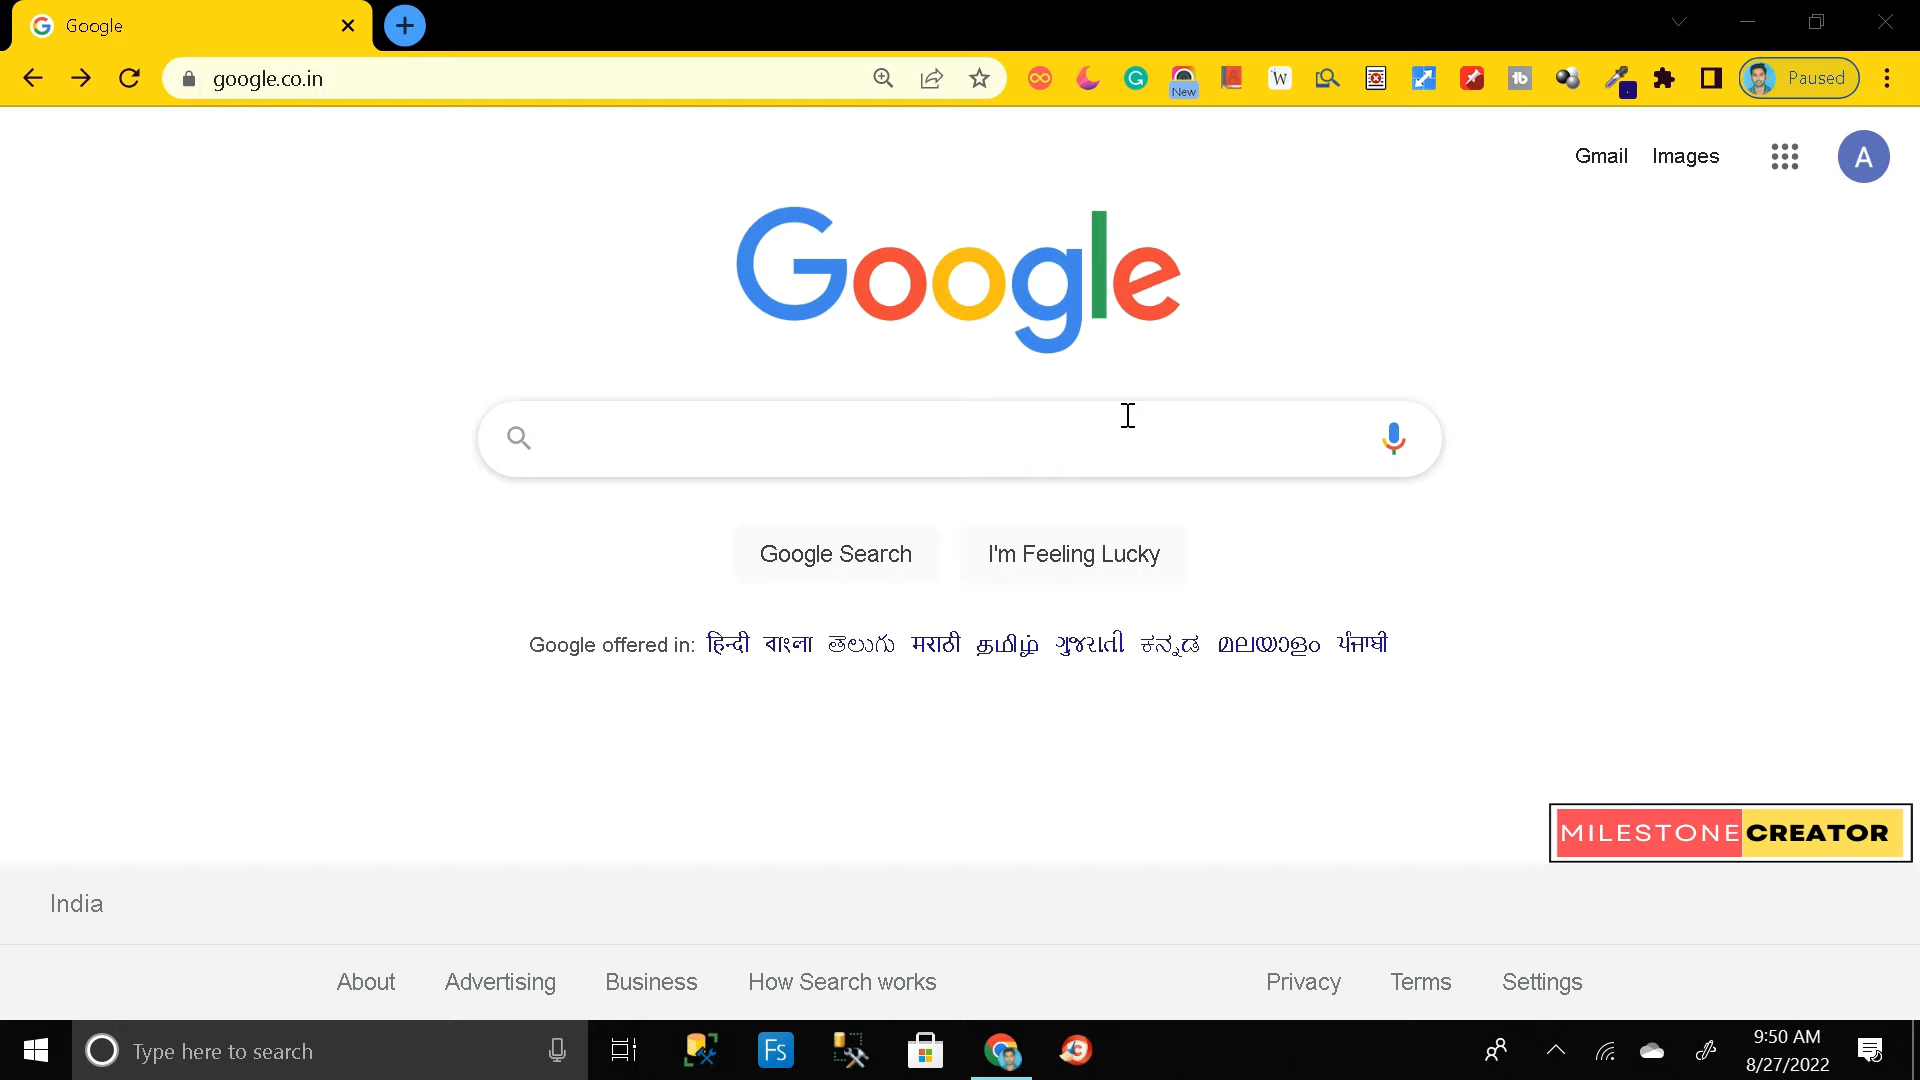 Google
google.co.in
New
Paused
Gmail Images
A
Google
Google Search I'm Feeling Lucky
Google offered in: हिन्दी বাংলা తెలుగు मराठी தமிழ் ગુજરાતી ಕನ್ನಡ മലയാളം ਪੰਜਾਬੀ
MILESTONE CREATOR
India
About Advertising Business How Search works Privacy Terms Settings
Type here to search
Fs
9:50 AM
8/27/2022